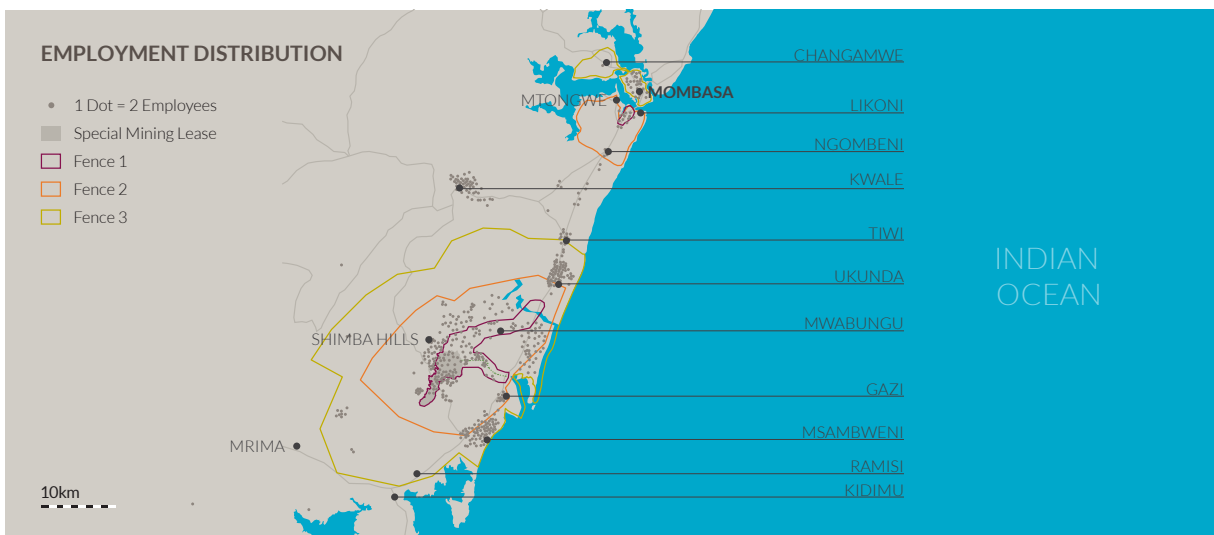 EMPLOYMENT DISTRIBUTION
1 Dot = 2 Employees
Special Mining Lease
Fence 1
Fence 2
Fence 3
CHANGAMWE
MTONGWE
MOMBASA
LIKONI
NGOMBENI
KWALE
TIWI
INDIAN
OCEAN
UKUNDA
MWABUNGU
SHIMBA HILLS
GAZI
MSAMBWENI
MRIMA
RAMISI
KIDIMU
10km